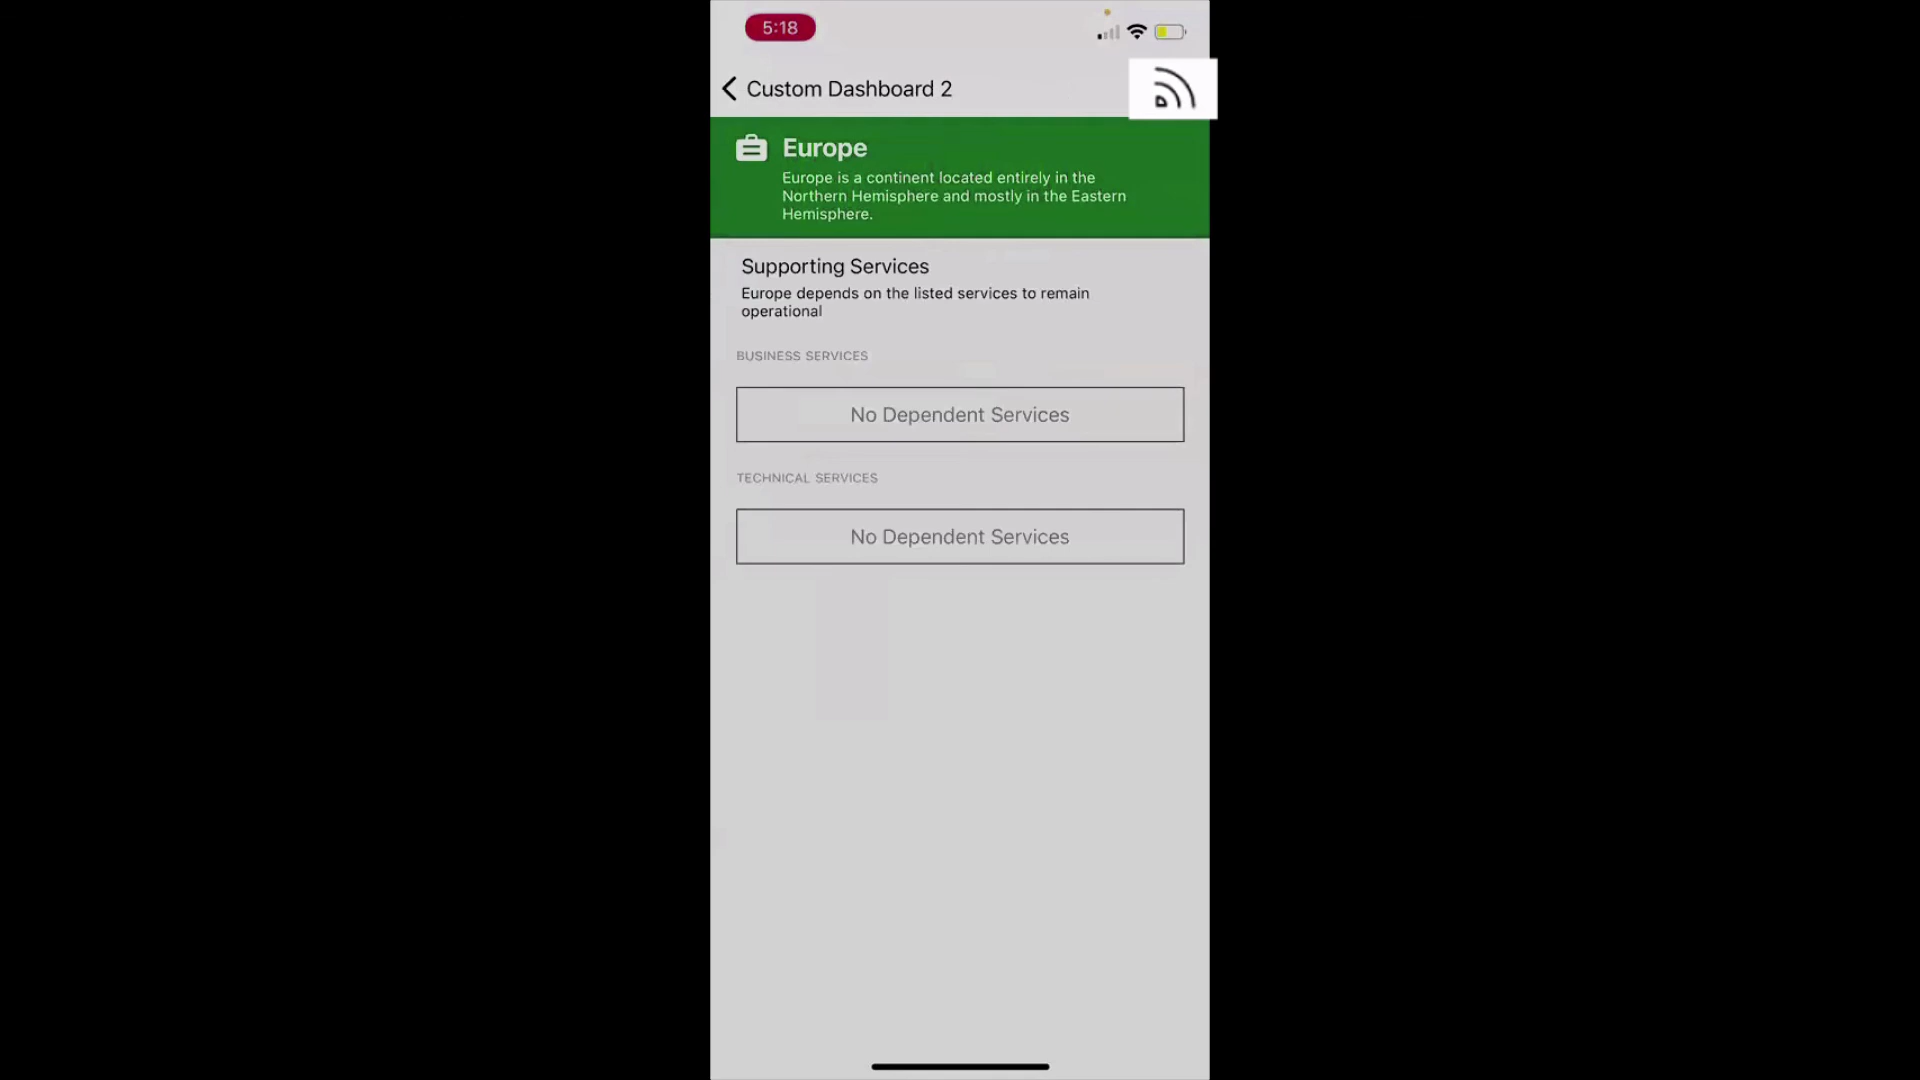 5:18
Custom Dashboard 2
Europe
Europe is a continent located entirely in the
Northern Hemisphere and mostly in the Eastern
Hemisphere.
Supporting Services
Europe depends on the listed services to remain
operational
BUSINESS SERVICES
No Dependent Services
TECHNICAL SERVICES
No Dependent Services